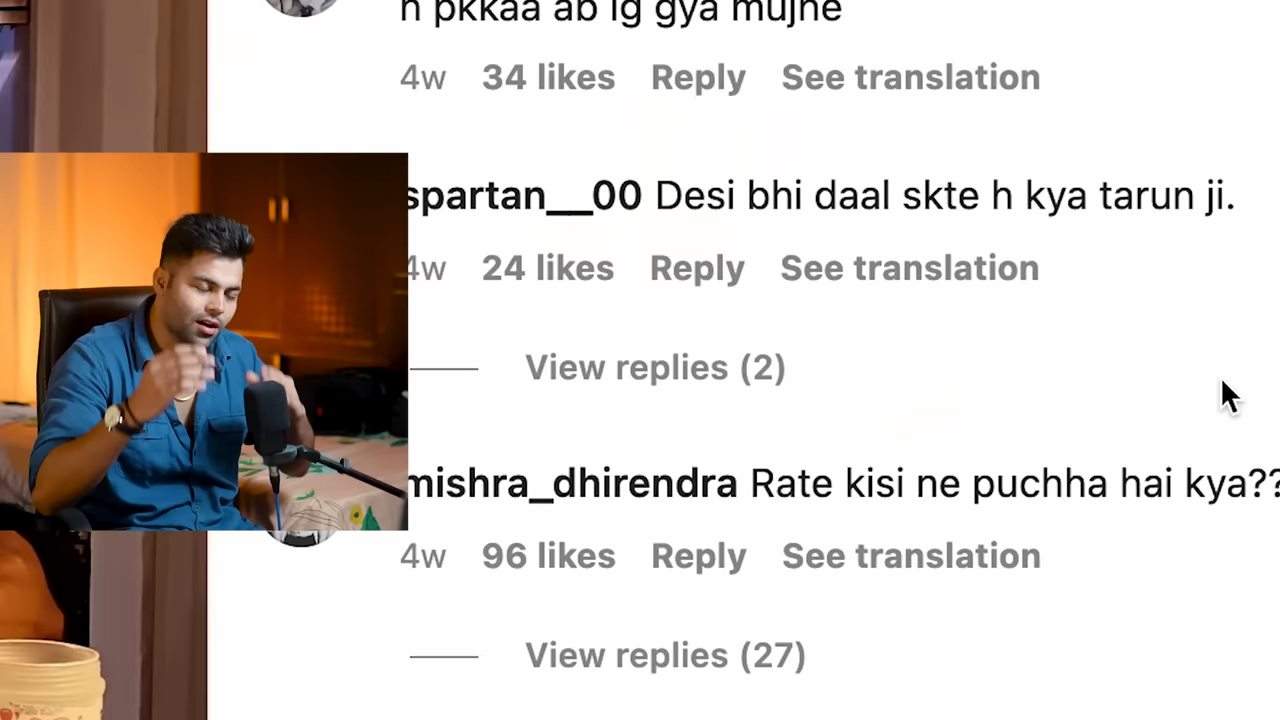 h pkkaa ab lg gya mujhe
4w 34 likes Reply See translation
spartan__00 Desi bhi daal skte h kya tarun ji.
4w 24 likes Reply See translation
View replies (2)
mishra_dhirendra Rate kisi ne puchha hai kya??
4w 96 likes Reply See translation
View replies (27)